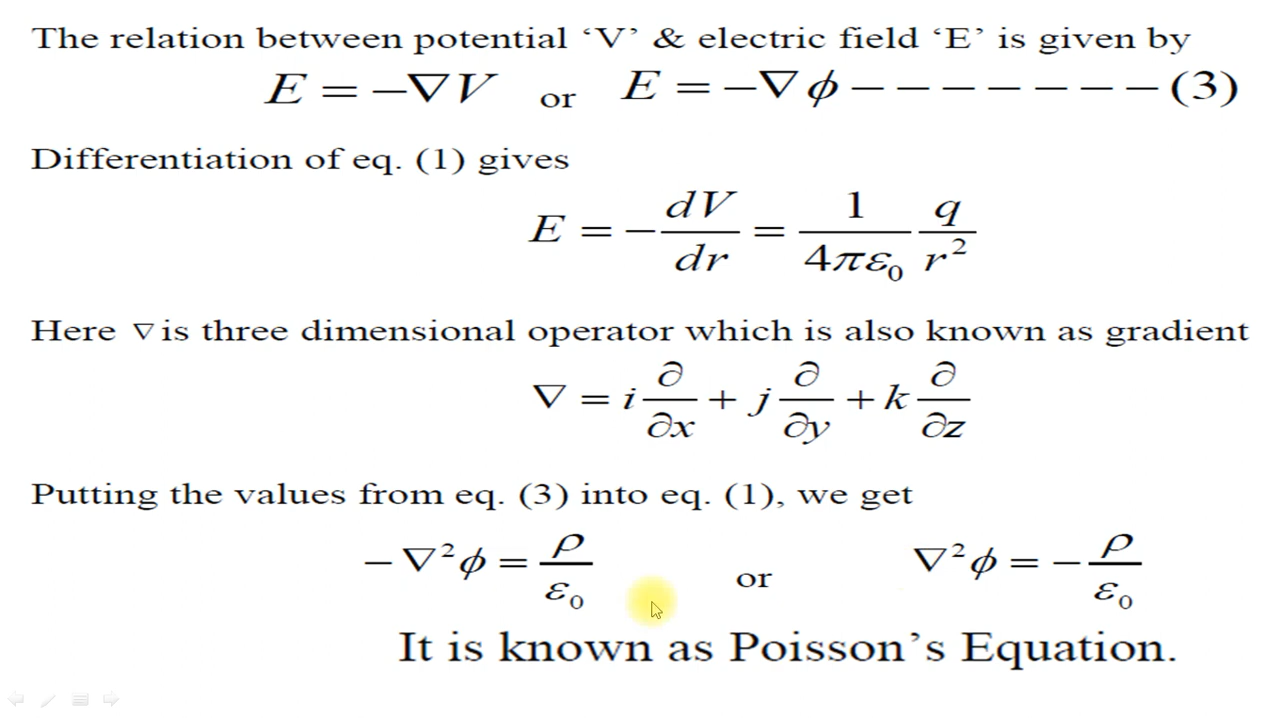 The relation between potential ‘V’ & electric field ‘E’ is given by
E = −∇V or E = −∇ϕ − − − − − − − −(3)
Differentiation of eq. (1) gives
E = − dV/dr = 1/4πε₀ q/r²
Here ∇ is three dimensional operator which is also known as gradient
∇ = i ∂/∂x + j ∂/∂y + k ∂/∂z
Putting the values from eq. (3) into eq. (1), we get
− ∇²ϕ = ρ/ε₀ or ∇²ϕ = − ρ/ε₀
It is known as Poisson’s Equation.